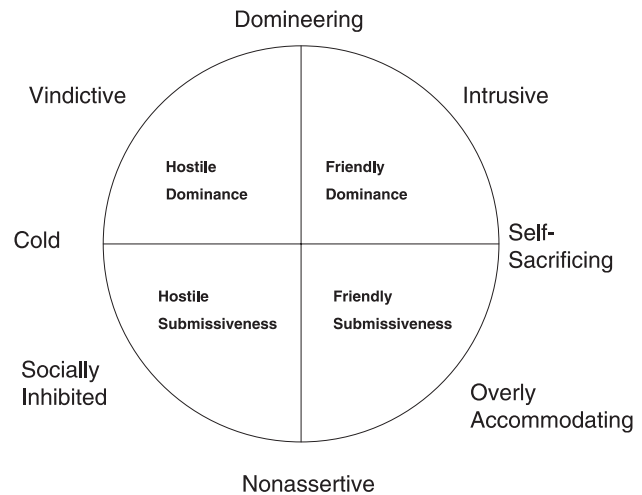 Domineering
Vindictive
Intrusive
Hostile
Dominance
Friendly
Dominance
Cold
Self-
Sacrificing
Hostile
Submissiveness
Friendly
Submissiveness
Socially
Inhibited
Overly
Accommodating
Nonassertive